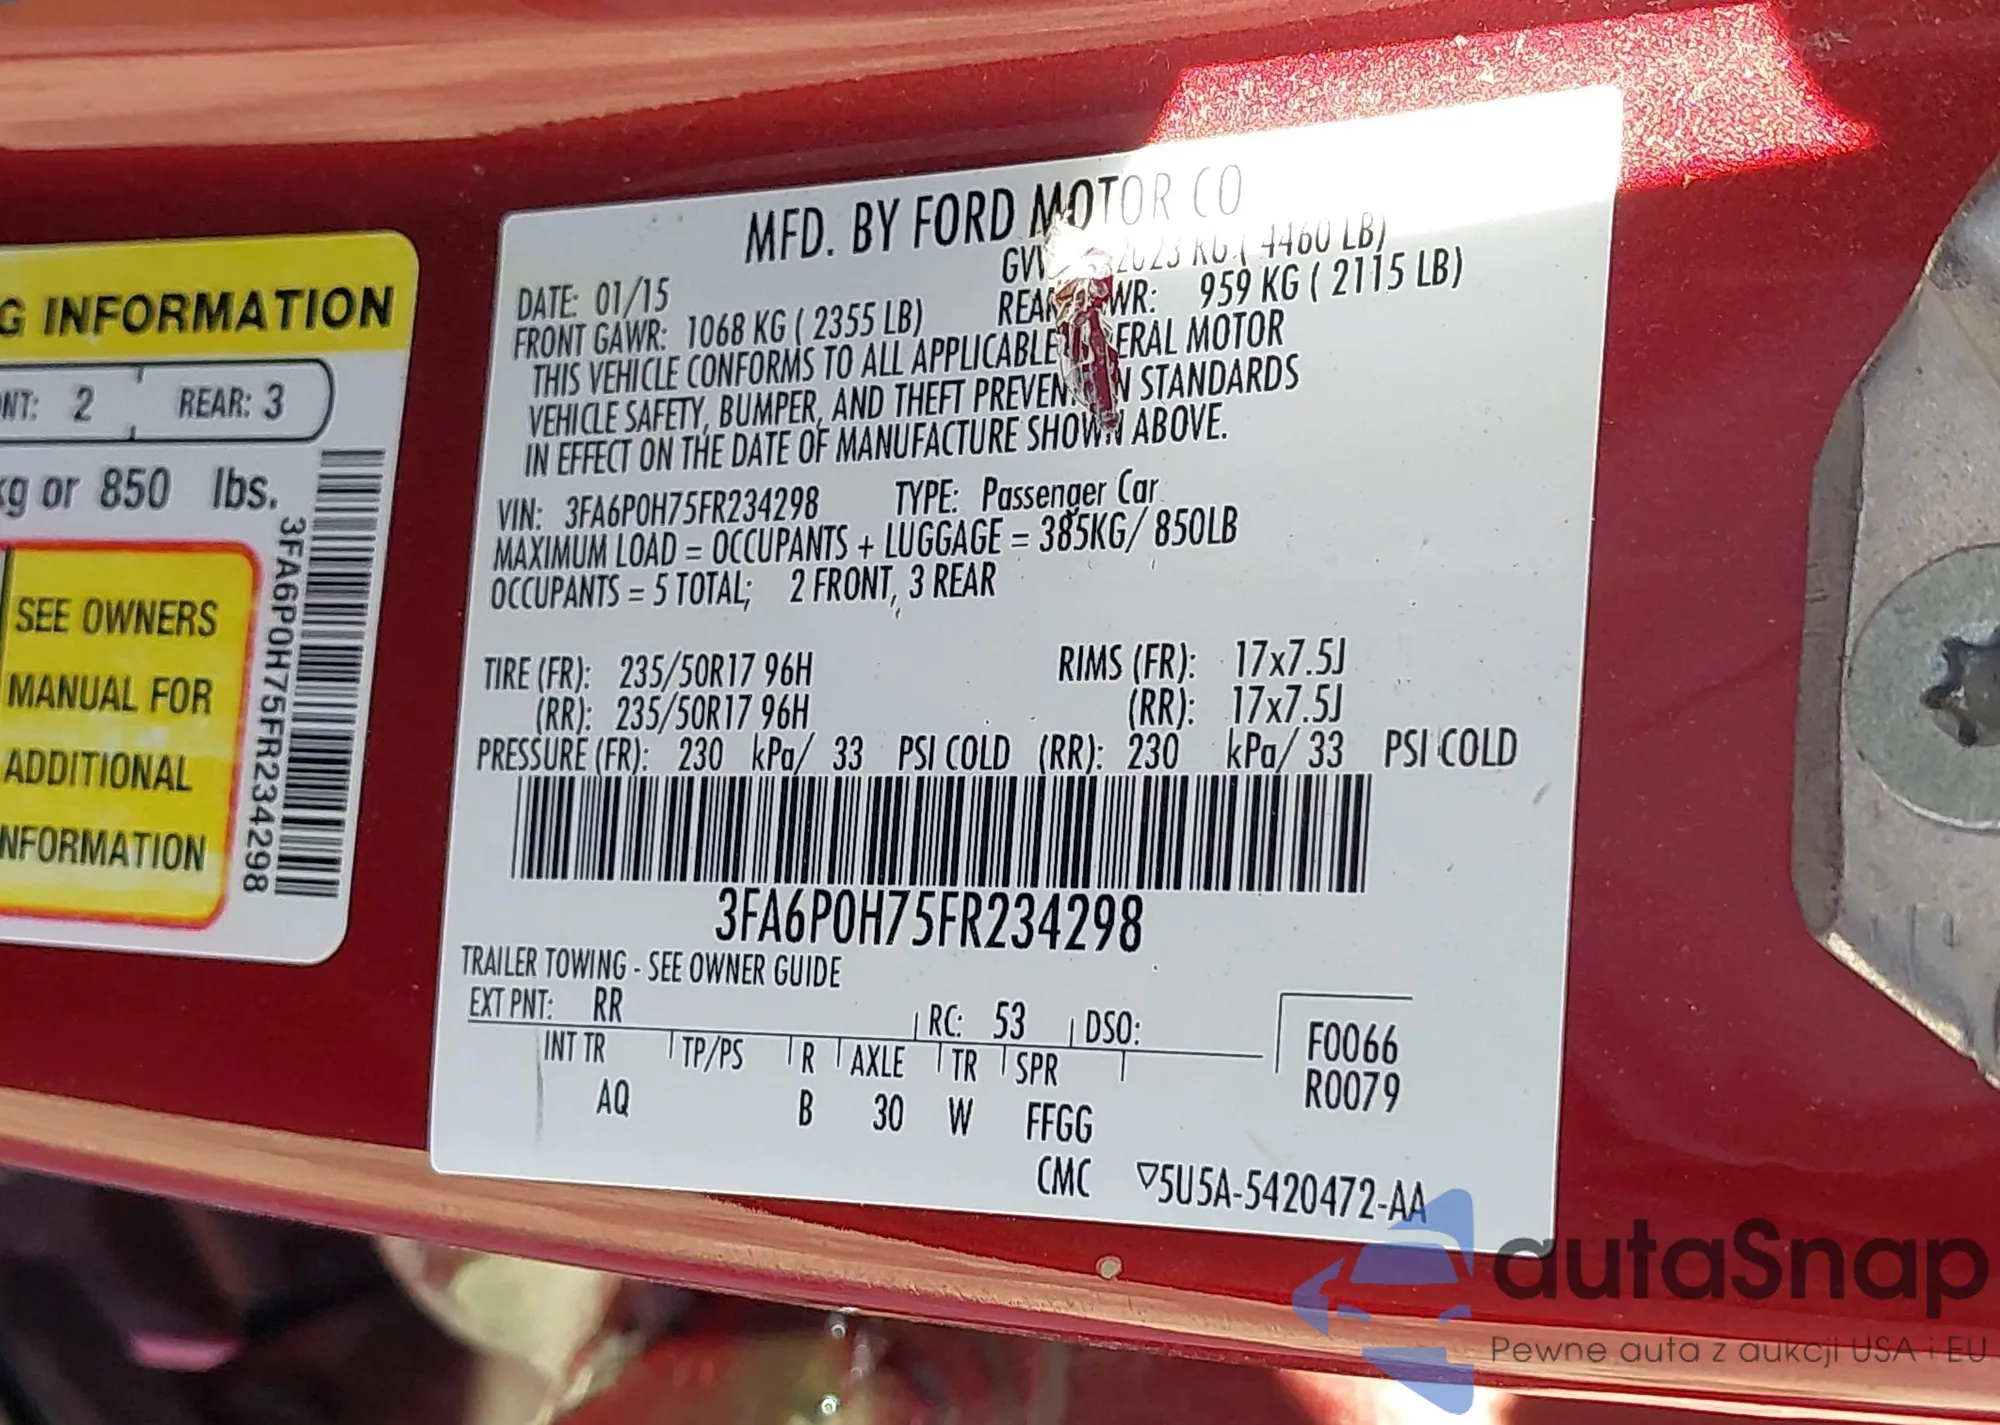 G INFORMATION
NT: 2 REAR: 3
kg or 850 lbs.
SEE OWNERS
MANUAL FOR
ADDITIONAL
NFORMATION
3FA6P0H75FR234298
MFD. BY FORD MOTOR CO
DATE: 01/15 2023 KG ( 4460 LB)
FRONT GAWR: 1068 KG ( 2355 LB) WR: 959 KG ( 2115 LB)
THIS VEHICLE CONFORMS TO ALL APPLICABLE ERAL MOTOR
VEHICLE SAFETY, BUMPER, AND THEFT PREVEN N STANDARDS
IN EFFECT ON THE DATE OF MANUFACTURE SHOWN ABOVE.
VIN: 3FA6P0H75FR234298 TYPE: Passenger Car
MAXIMUM LOAD = OCCUPANTS + LUGGAGE = 385KG/ 850LB
OCCUPANTS = 5 TOTAL; 2 FRONT, 3 REAR
TIRE (FR): 235/50R17 96H RIMS (FR): 17x7.5J
(RR): 235/50R17 96H (RR): 17x7.5J
PRESSURE (FR): 230 kPa/ 33 PSI COLD (RR): 230 kPa/ 33 PSI COLD
3FA6P0H75FR234298
TRAILER TOWING - SEE OWNER GUIDE
EXT PNT: RR RC: 53 DSO:
INT TR TP/PS R AXLE TR SPR
AQ B 30 W FFGG
CMC ▽5U5A-5420472-AA
F0066
R0079
autaSnap
Pewne auta z aukcji USA i EU